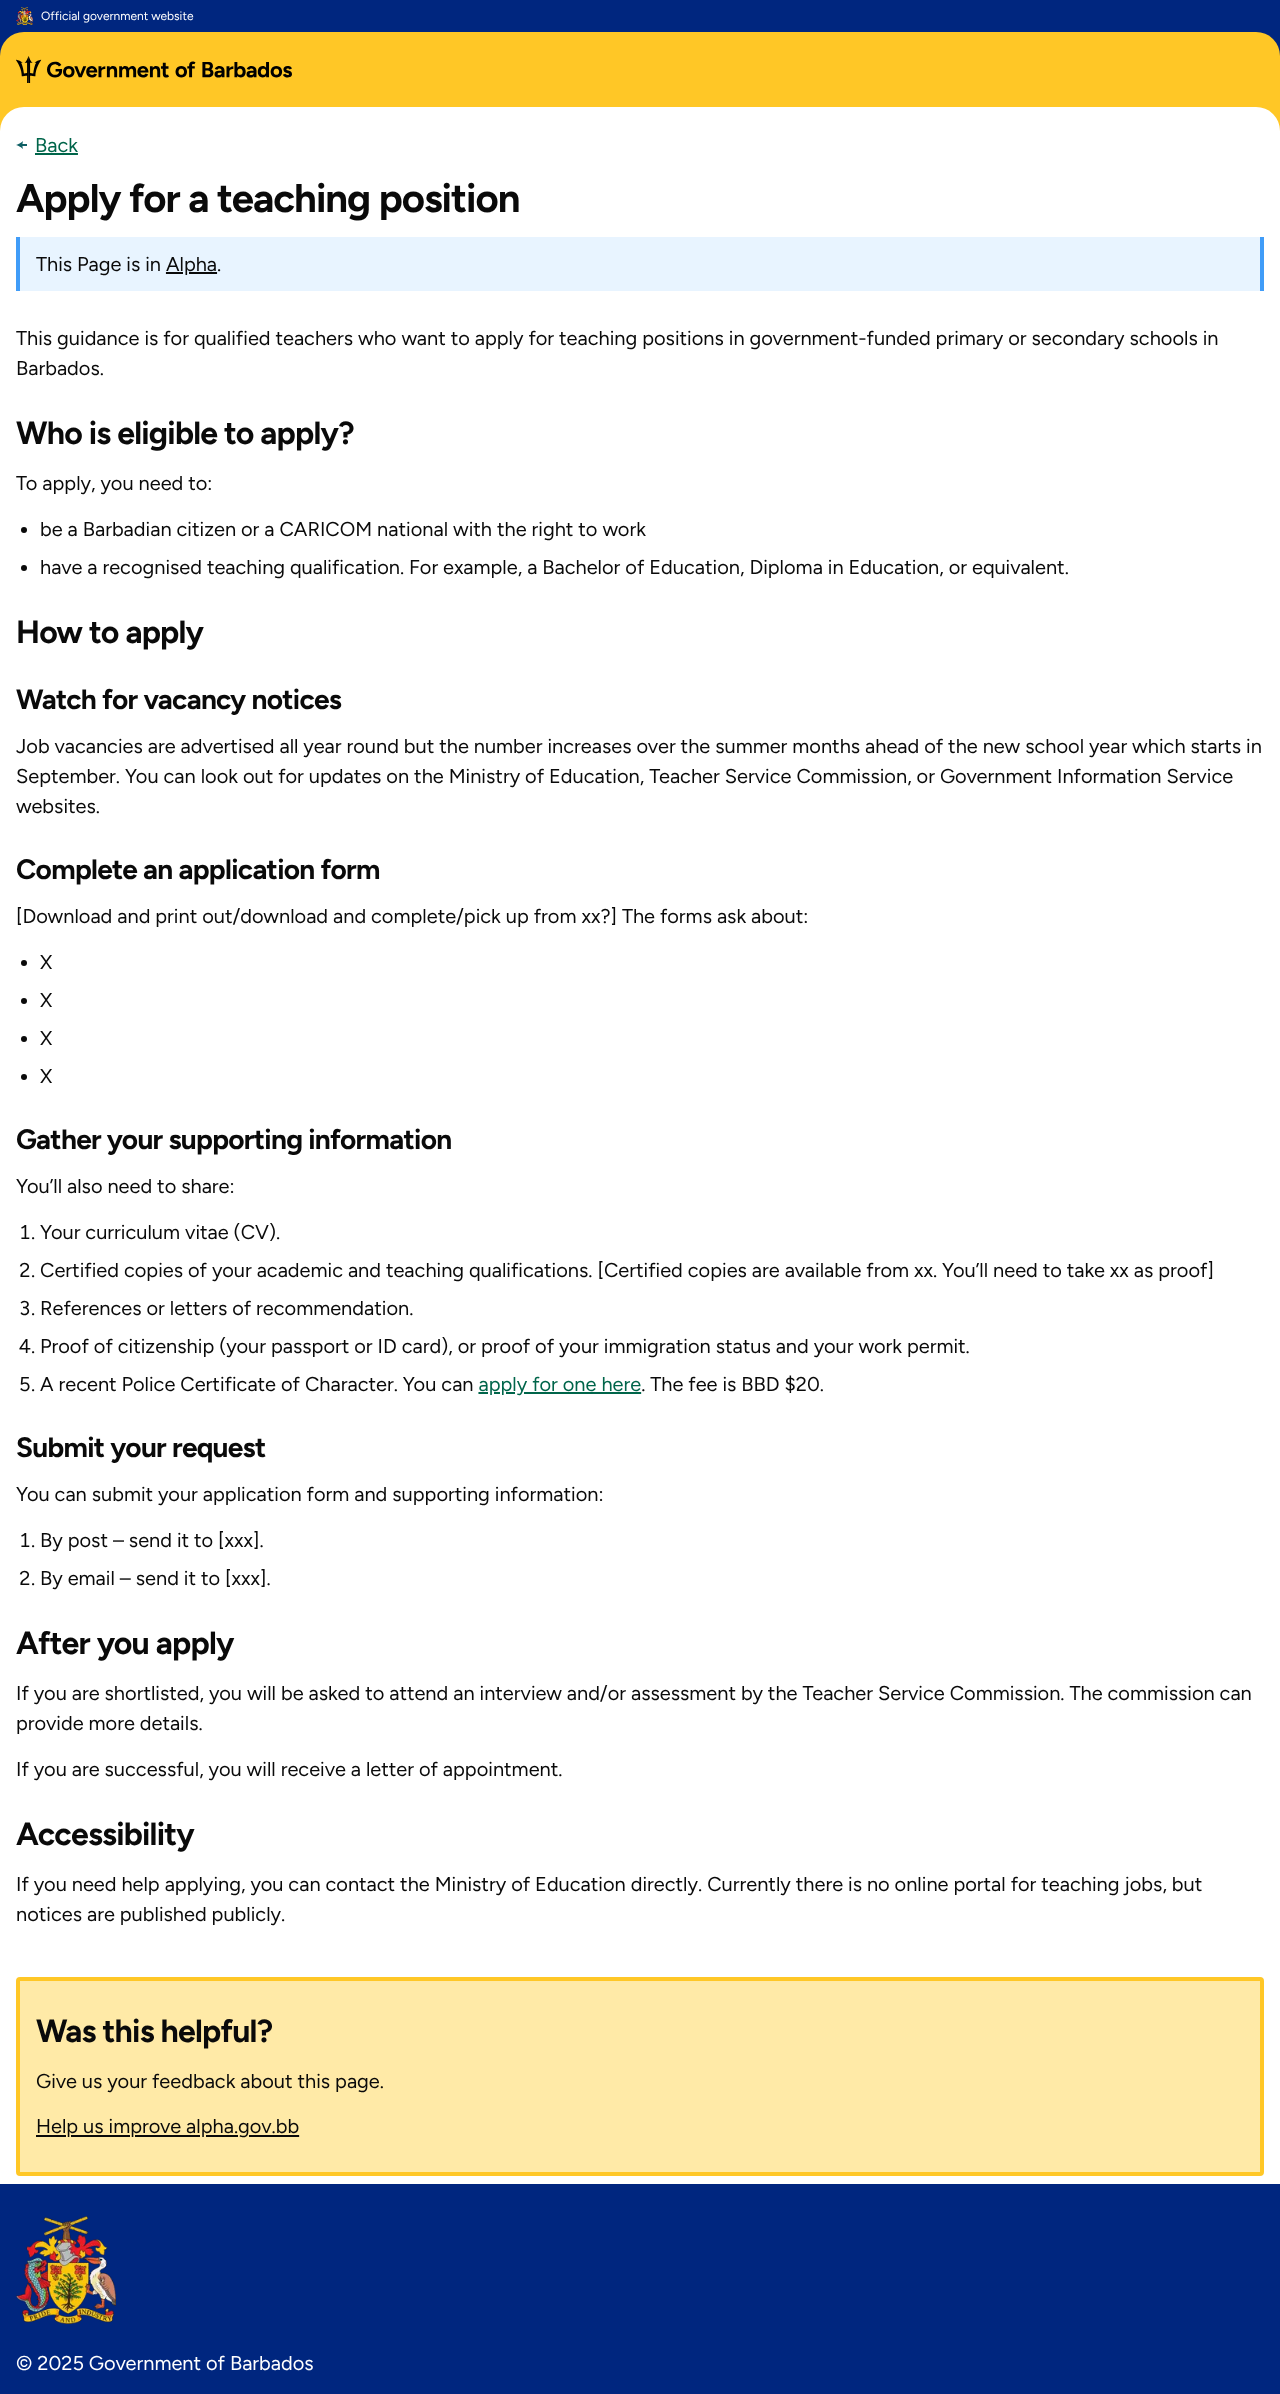 Official government website
Government of Barbados
Back
Apply for a teaching position
This Page is in Alpha.
This guidance is for qualified teachers who want to apply for teaching positions in government-funded primary or secondary schools in
Barbados.
Who is eligible to apply?
To apply, you need to:
• be a Barbadian citizen or a CARICOM national with the right to work
• have a recognised teaching qualification. For example, a Bachelor of Education, Diploma in Education, or equivalent.
How to apply
Watch for vacancy notices
Job vacancies are advertised all year round but the number increases over the summer months ahead of the new school year which starts in
September. You can look out for updates on the Ministry of Education, Teacher Service Commission, or Government Information Service
websites.
Complete an application form
[Download and print out/download and complete/pick up from xx?] The forms ask about:
• X
• X
• X
• X
Gather your supporting information
You’ll also need to share:
1. Your curriculum vitae (CV).
2. Certified copies of your academic and teaching qualifications. [Certified copies are available from xx. You’ll need to take xx as proof]
3. References or letters of recommendation.
4. Proof of citizenship (your passport or ID card), or proof of your immigration status and your work permit.
5. A recent Police Certificate of Character. You can apply for one here. The fee is BBD $20.
Submit your request
You can submit your application form and supporting information:
1. By post – send it to [xxx].
2. By email – send it to [xxx].
After you apply
If you are shortlisted, you will be asked to attend an interview and/or assessment by the Teacher Service Commission. The commission can
provide more details.
If you are successful, you will receive a letter of appointment.
Accessibility
If you need help applying, you can contact the Ministry of Education directly. Currently there is no online portal for teaching jobs, but
notices are published publicly.
Was this helpful?
Give us your feedback about this page.
Help us improve alpha.gov.bb
PRIDE AND INDUSTRY
© 2025 Government of Barbados